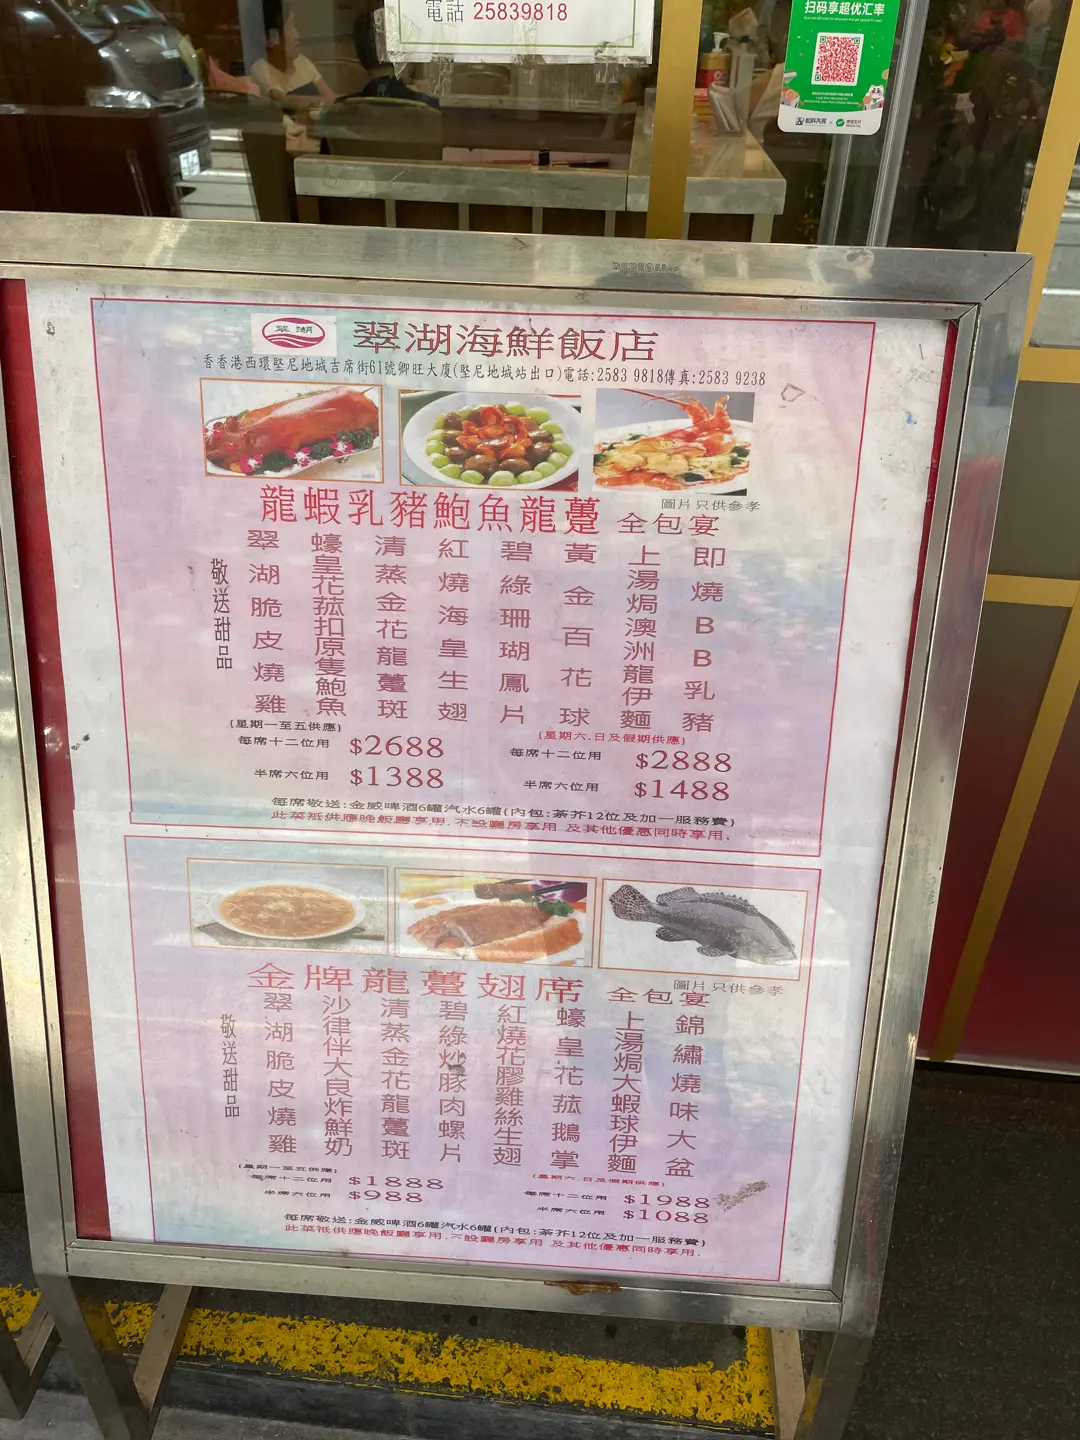 電話 25839818
扫码享超优汇率
翠湖
翠湖海鮮飯店
香香港西環堅尼地城吉席街61號卿旺大廈(堅尼地城站出口)電話:2583 9818傳真:2583 9238
圖片只供參孝
龍蝦乳豬鮑魚龍躉 全包宴
即燒BB乳豬
上湯焗澳洲龍伊麵
黃金百花球
碧綠珊瑚鳳片
紅燒海皇生翅
清蒸金花龍躉斑
蠔皇花菰扣原隻鮑魚
翠湖脆皮燒雞
敬送甜品
(星期一至五供應)
每席十二位用 $2688
半席六位用 $1388
(星期六,日及假期供應)
每席十二位用 $2888
半席六位用 $1488
每席敬送:金威啤酒6罐汽水6罐(內包:茶芥12位及加一服務費)
此菜祇供應晚飯廳享用,不設廳房享用 及其他優惠同時享用.
圖片只供參孝
金牌龍躉翅席 全包宴
錦繡燒味大盆
上湯焗大蝦球伊麵
蠔皇花菰鵝掌
紅燒花膠雞絲生翅
碧綠炒豚肉螺片
清蒸金花龍躉斑
沙律伴大良炸鮮奶
翠湖脆皮燒雞
敬送甜品
(星期一至五供應)
每席十二位用 $1888
半席六位用 $988
(星期六,日及假期供應)
每席十二位用 $1988
半席六位用 $1088
每席敬送:金威啤酒6罐汽水6罐(內包:茶芥12位及加一服務費)
此菜祇供應晚飯廳享用,不設廳房享用 及其他優惠同時享用.